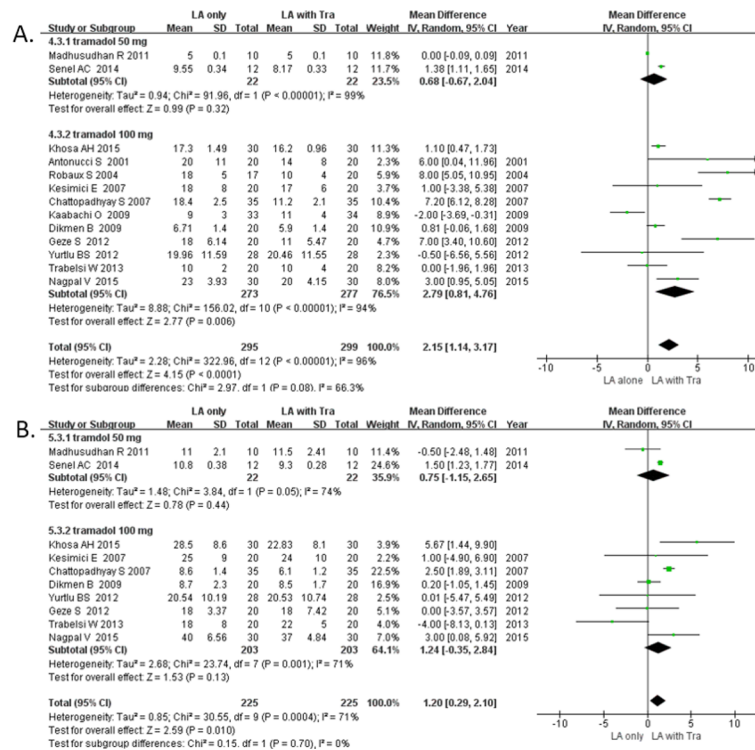 A.
LA only LA with Tra Mean Difference Mean Difference
Study or Subgroup Mean SD Total Mean SD Total Weight IV, Random, 95% CI Year IV, Random, 95% CI
4.3.1 tramadol 50 mg
Madhusudhan R 2011 5 0.1 10 5 0.1 10 11.8% 0.00 [-0.09, 0.09] 2011
Senel AC 2014 9.55 0.34 12 8.17 0.33 12 11.7% 1.38 [1.11, 1.65] 2014
Subtotal (95% CI) 22 22 23.5% 0.68 [-0.67, 2.04]
Heterogeneity: Tau² = 0.94; Chi² = 91.96, df = 1 (P < 0.00001); I² = 99%
Test for overall effect: Z = 0.99 (P = 0.32)
4.3.2 tramadol 100 mg
Khosa AH 2015 17.3 1.49 30 16.2 0.96 30 11.3% 1.10 [0.47, 1.73]
Antonucci S 2001 20 11 20 14 8 20 2.3% 6.00 [0.04, 11.96] 2001
Robaux S 2004 18 5 17 10 4 20 5.2% 8.00 [5.05, 10.95] 2004
Kesimici E 2007 18 8 20 17 6 20 3.5% 1.00 [-3.38, 5.38] 2007
Chattopadhyay S 2007 18.4 2.5 35 11.2 2.1 35 10.1% 7.20 [6.12, 8.28] 2007
Kaabachi O 2009 9 3 33 11 4 34 8.4% -2.00 [-3.69, -0.31] 2009
Dikmen B 2009 6.71 1.4 20 5.9 1.4 20 10.7% 0.81 [-0.06, 1.68] 2009
Geze S 2012 18 6.14 20 11 5.47 20 4.6% 7.00 [3.40, 10.60] 2012
Yurtlu BS 2012 19.96 11.59 28 20.46 11.55 28 2.2% -0.50 [-6.56, 5.56] 2012
Trabelsi W 2013 10 2 20 10 4 20 7.7% 0.00 [-1.96, 1.96] 2013
Nagpal V 2015 23 3.93 30 20 4.15 30 7.5% 3.00 [0.95, 5.05] 2015
Subtotal (95% CI) 273 277 76.5% 2.79 [0.81, 4.76]
Heterogeneity: Tau² = 8.88; Chi² = 156.02, df = 10 (P < 0.00001); I² = 94%
Test for overall effect: Z = 2.77 (P = 0.006)
Total (95% CI) 295 299 100.0% 2.15 [1.14, 3.17]
Heterogeneity: Tau² = 2.28; Chi² = 322.96, df = 12 (P < 0.00001); I² = 96%
Test for overall effect: Z = 4.15 (P < 0.0001)
Test for subgroup differences: Chi² = 2.97, df = 1 (P = 0.08), I² = 66.3%
-10 -5 0 5 10
LA alone LA with Tra
B.
LA only LA with Tra Mean Difference Mean Difference
Study or Subgroup Mean SD Total Mean SD Total Weight IV, Random, 95% CI Year IV, Random, 95% CI
5.3.1 tramdol 50 mg
Madhusudhan R 2011 11 2.1 10 11.5 2.41 10 11.4% -0.50 [-2.48, 1.48] 2011
Senel AC 2014 10.8 0.38 12 9.3 0.28 12 24.6% 1.50 [1.23, 1.77] 2014
Subtotal (95% CI) 22 22 35.9% 0.75 [-1.15, 2.65]
Heterogeneity: Tau² = 1.48; Chi² = 3.84, df = 1 (P = 0.05); I² = 74%
Test for overall effect: Z = 0.78 (P = 0.44)
5.3.2 tramadol 100 mg
Khosa AH 2015 28.5 8.6 30 22.83 8.1 30 3.9% 5.67 [1.44, 9.90]
Kesimici E 2007 25 9 20 24 10 20 2.2% 1.00 [-4.90, 6.90] 2007
Chattopadhyay S 2007 8.6 1.4 35 6.1 1.2 35 22.5% 2.50 [1.89, 3.11] 2007
Dikmen B 2009 8.7 2.3 20 8.5 1.7 20 16.9% 0.20 [-1.05, 1.45] 2009
Yurtlu BS 2012 20.54 10.19 28 20.53 10.74 28 2.4% 0.01 [-5.47, 5.49] 2012
Geze S 2012 18 3.37 20 18 7.42 20 5.0% 0.00 [-3.57, 3.57] 2012
Trabelsi W 2013 18 8 20 22 5 20 4.0% -4.00 [-8.13, 0.13] 2013
Nagpal V 2015 40 6.56 30 37 4.84 30 7.0% 3.00 [0.08, 5.92] 2015
Subtotal (95% CI) 203 203 64.1% 1.24 [-0.35, 2.84]
Heterogeneity: Tau² = 2.68; Chi² = 23.74, df = 7 (P = 0.001); I² = 71%
Test for overall effect: Z = 1.53 (P = 0.13)
Total (95% CI) 225 225 100.0% 1.20 [0.29, 2.10]
Heterogeneity: Tau² = 0.85; Chi² = 30.55, df = 9 (P = 0.0004); I² = 71%
Test for overall effect: Z = 2.59 (P = 0.010)
Test for subgroup differences: Chi² = 0.15, df = 1 (P = 0.70), I² = 0%
-10 -5 0 5 10
LA only LA with Tra